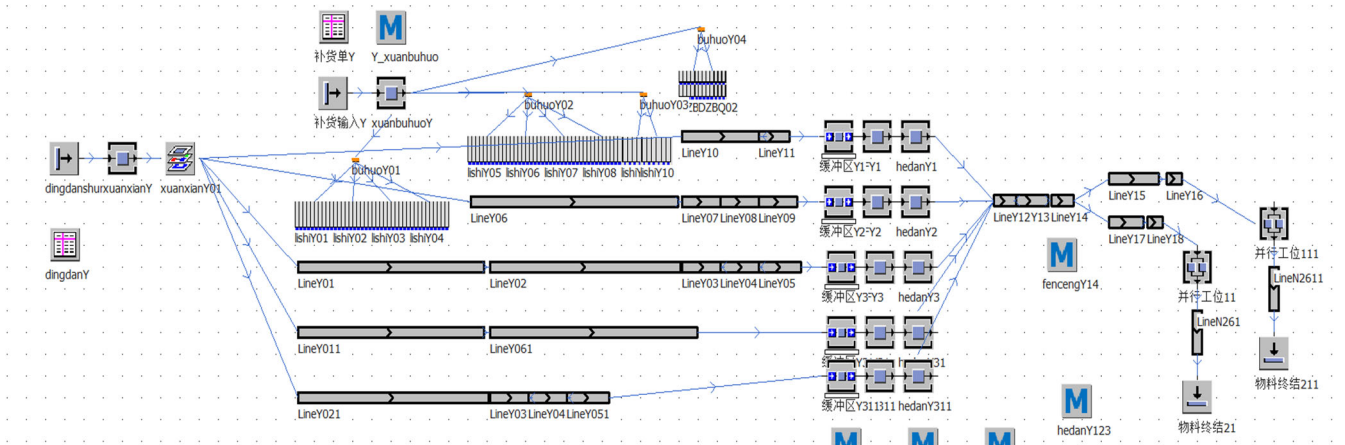 buhuoY04
补货单Y
Y_xuanbuhuo
buhuoY02
buhuoY03
BDZBQ02
补货输入Y
xuanbuhuoY
LineY10
LineY11
缓冲区Y1
Y1
hedanY1
dingdanshuru
xuanxianY
xuanxianY01
buhuoY01
lishiY05
lishiY06
lishiY07
lishiY08
lishiY10
LineY15
LineY16
lishiY01
lishiY02
lishiY03
lishiY04
LineY06
LineY07
LineY08
LineY09
缓冲区Y2
Y2
hedanY2
LineY12
Y13
LineY14
LineY17
LineY18
并行工位111
dingdanY
LineY01
LineY02
LineY03
LineY04
LineY05
缓冲区Y3
Y3
hedanY3
fencengY14
并行工位11
LineN2611
LineN261
LineY011
LineY061
物料终结211
LineY021
LineY03
LineY04
LineY051
缓冲区Y311
311
hedanY311
hedanY123
物料终结21